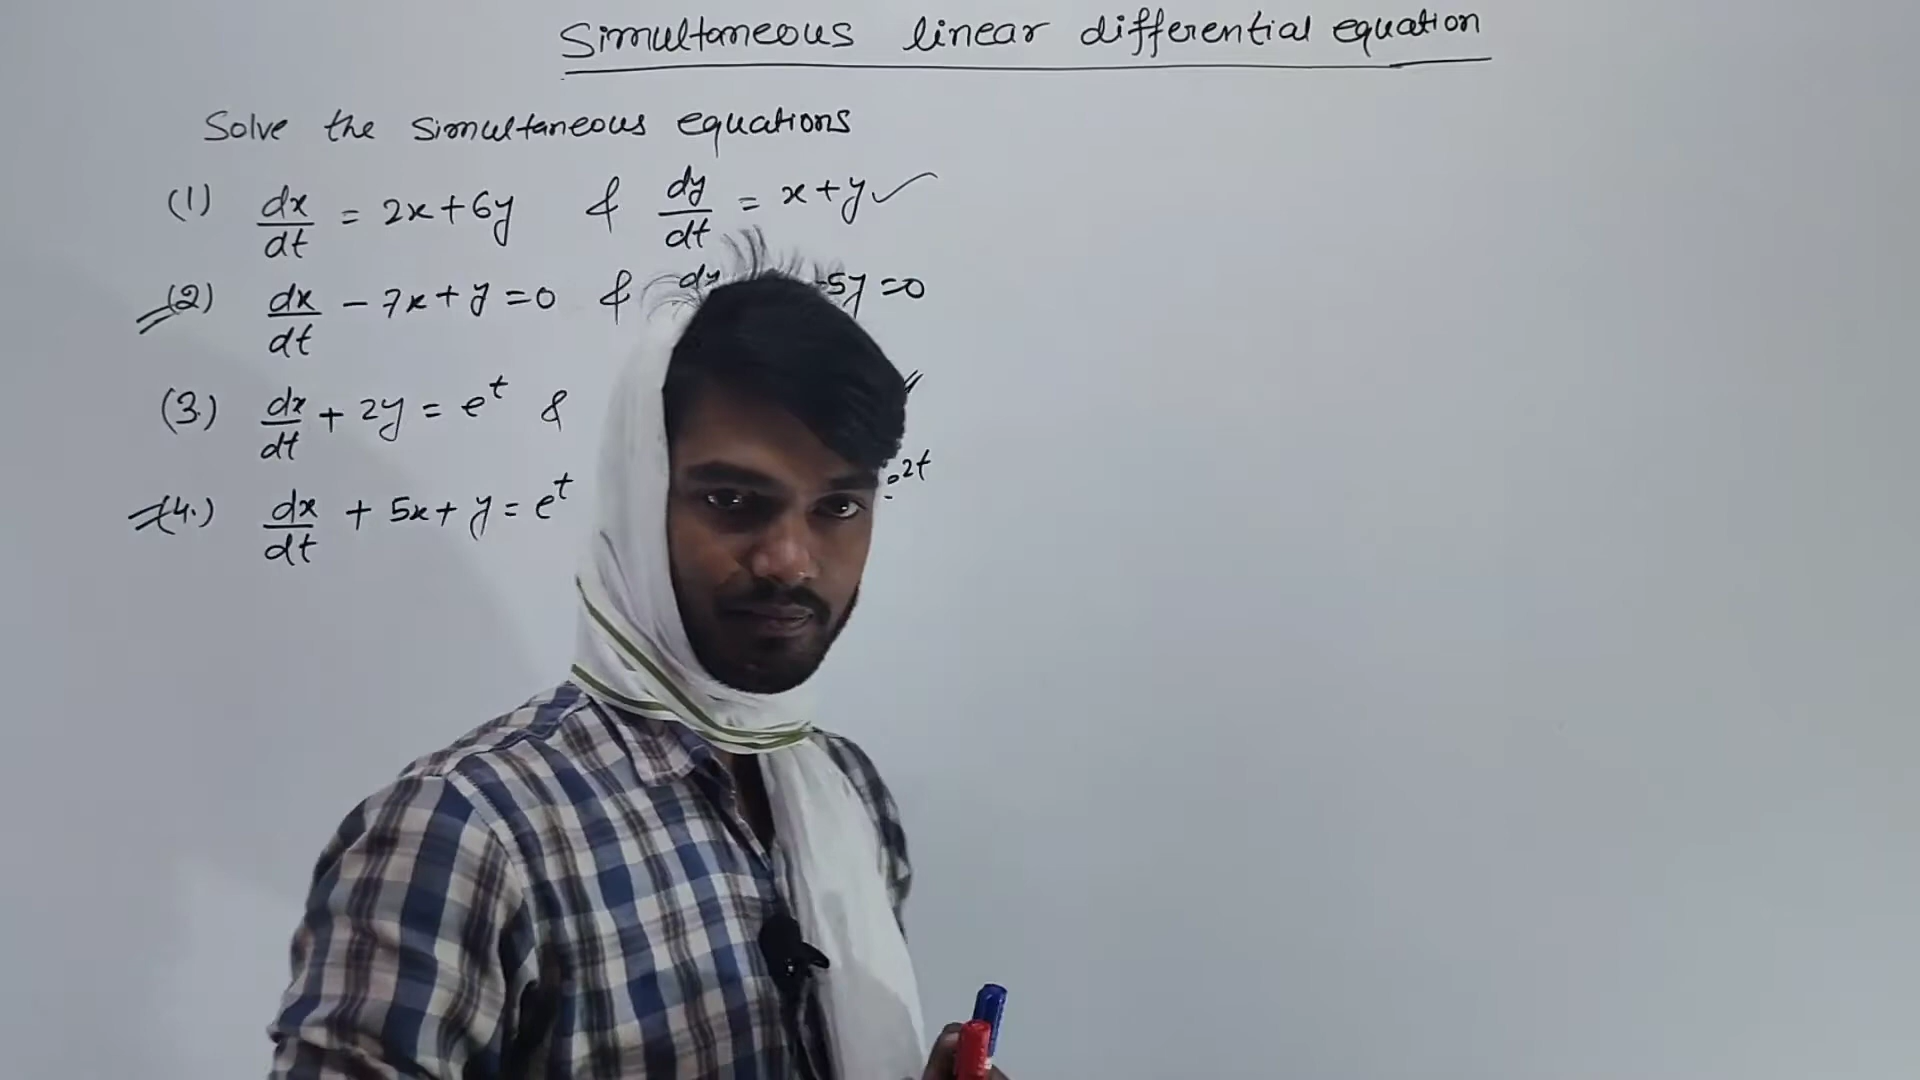 Simultaneous linear differential equation
Solve the simultaneous equations
(1) dx/dt = 2x+6y & dy/dt = x+y ✓
(2) dx/dt - 7x+y=0 & dy 5y=0
(3.) dx/dt + 2y = e^t &
(4.) dx/dt + 5x+y = e^t 2t